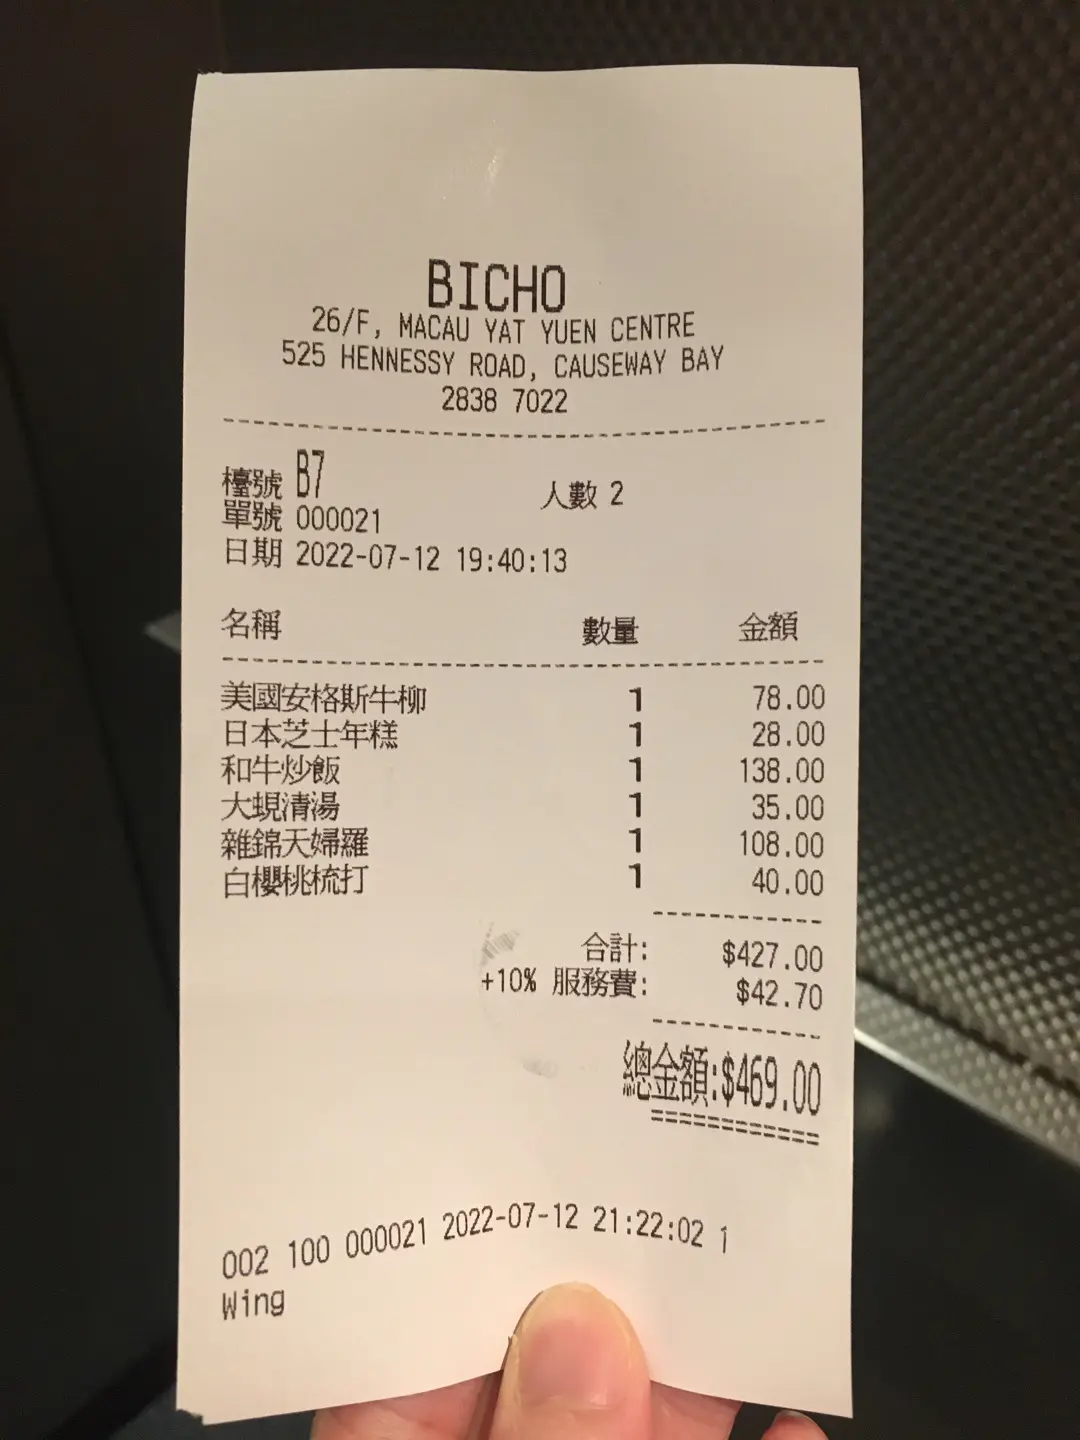 BICHO
26/F, MACAU YAT YUEN CENTRE
525 HENNESSY ROAD, CAUSEWAY BAY
2838 7022
檯號 B7 人數 2
單號 000021
日期 2022-07-12 19:40:13
名稱 數量 金額
美國安格斯牛柳 1 78.00
日本芝士年糕 1 28.00
和牛炒飯 1 138.00
大蜆清湯 1 35.00
雜錦天婦羅 1 108.00
白櫻桃梳打 1 40.00
合計: $427.00
+10% 服務費: $42.70
總金額:$469.00
002 100 000021 2022-07-12 21:22:02 1
Wing